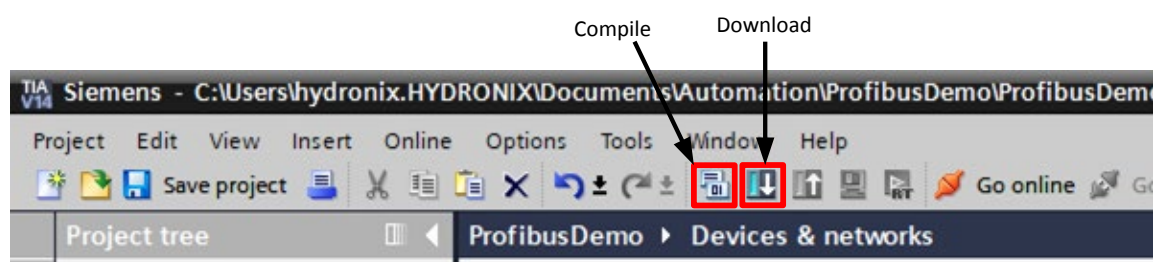 Compile Download
TIA V14 Siemens - C:\Users\hydronix.HYDRONIX\Documents\Automation\ProfibusDemo\ProfibusDemo
Project Edit View Insert Online Options Tools Window Help
Save project Go online Go
Project tree ProfibusDemo Devices & networks